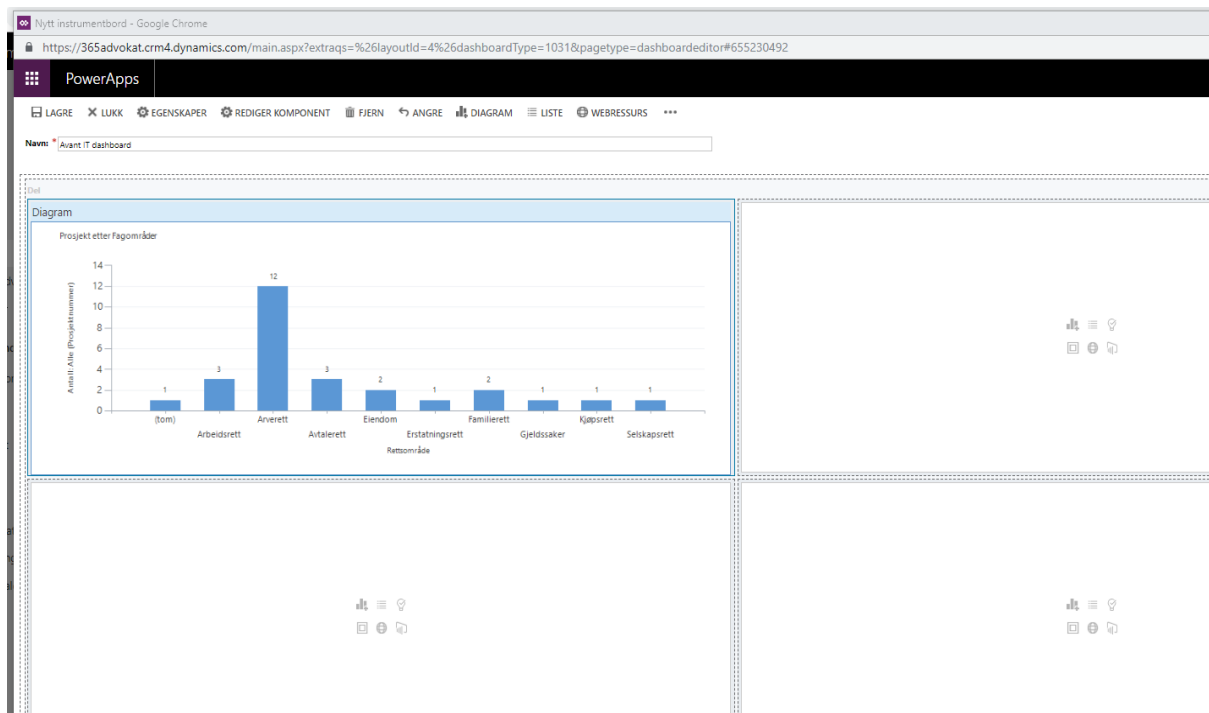 Nytt instrumentbord - Google Chrome
https://365advokat.crm4.dynamics.com/main.aspx?extraqs=%26layoutId=4%26dashboardType=1031&pagetype=dashboardeditor#655230492
PowerApps
LAGRE LUKK EGENSKAPER REDIGER KOMPONENT FJERN ANGRE DIAGRAM LISTE WEBRESSURS •••
Navn: * Avant IT dashboard
Del
Diagram
Prosjekt etter Fagområder
Antall: Alle (Prosjektnummer)
14
12
10
8
6
4
2
0
1 3 12 3 2 1 2 1 1 1
(tom) Arverett Eiendom Familierett Kjøpsrett
Arbeidsrett Avtalerett Erstatningsrett Gjeldssaker Selskapsrett
Rettsområde